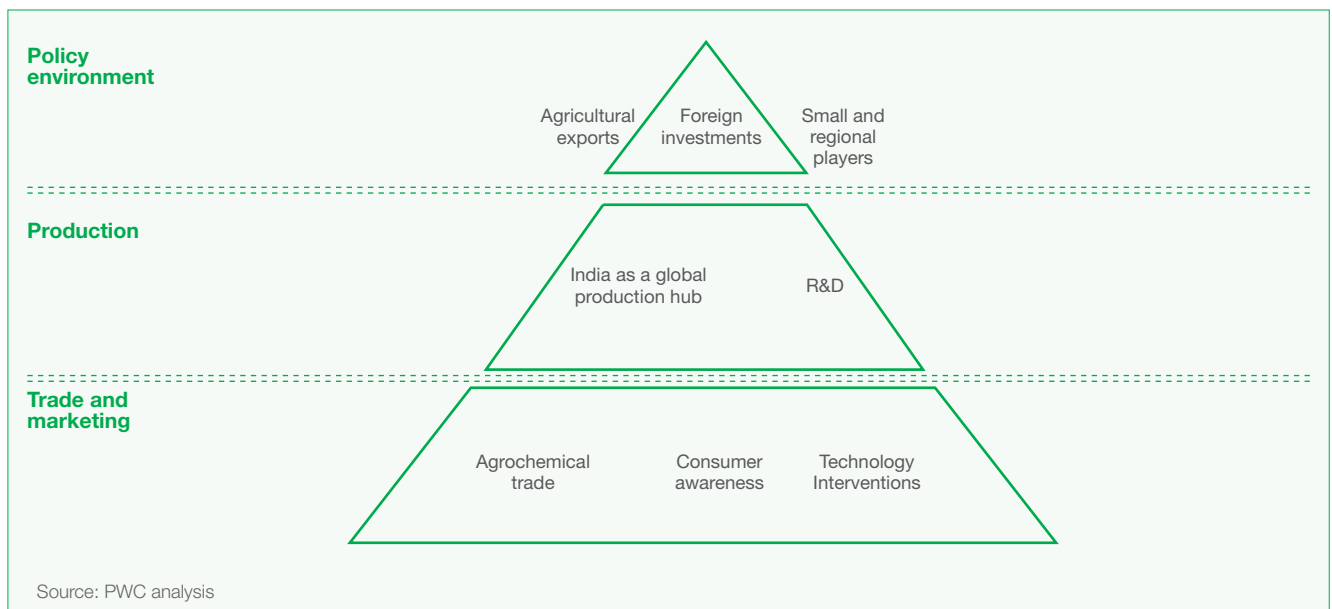 Policy
environment
Agricultural
exports
Foreign
investments
Small and
regional
players
Production
India as a global
production hub
R&D
Trade and
marketing
Agrochemical
trade
Consumer
awareness
Technology
Interventions
Source: PWC analysis